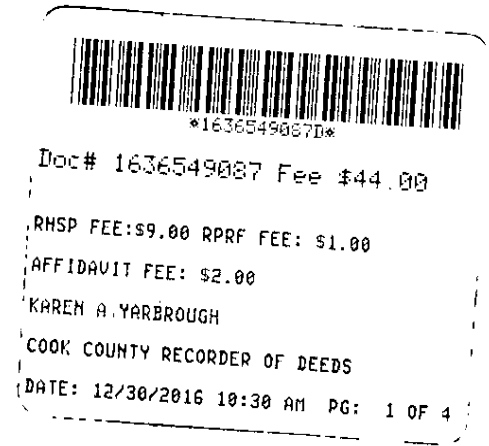 *1636549087D*
Doc# 1636549087 Fee $44.00
RHSP FEE:$9.00 RPRF FEE: $1.00
AFFIDAVIT FEE: $2.00
KAREN A.YARBROUGH
COOK COUNTY RECORDER OF DEEDS
DATE: 12/30/2016 10:30 AM PG: 1 OF 4